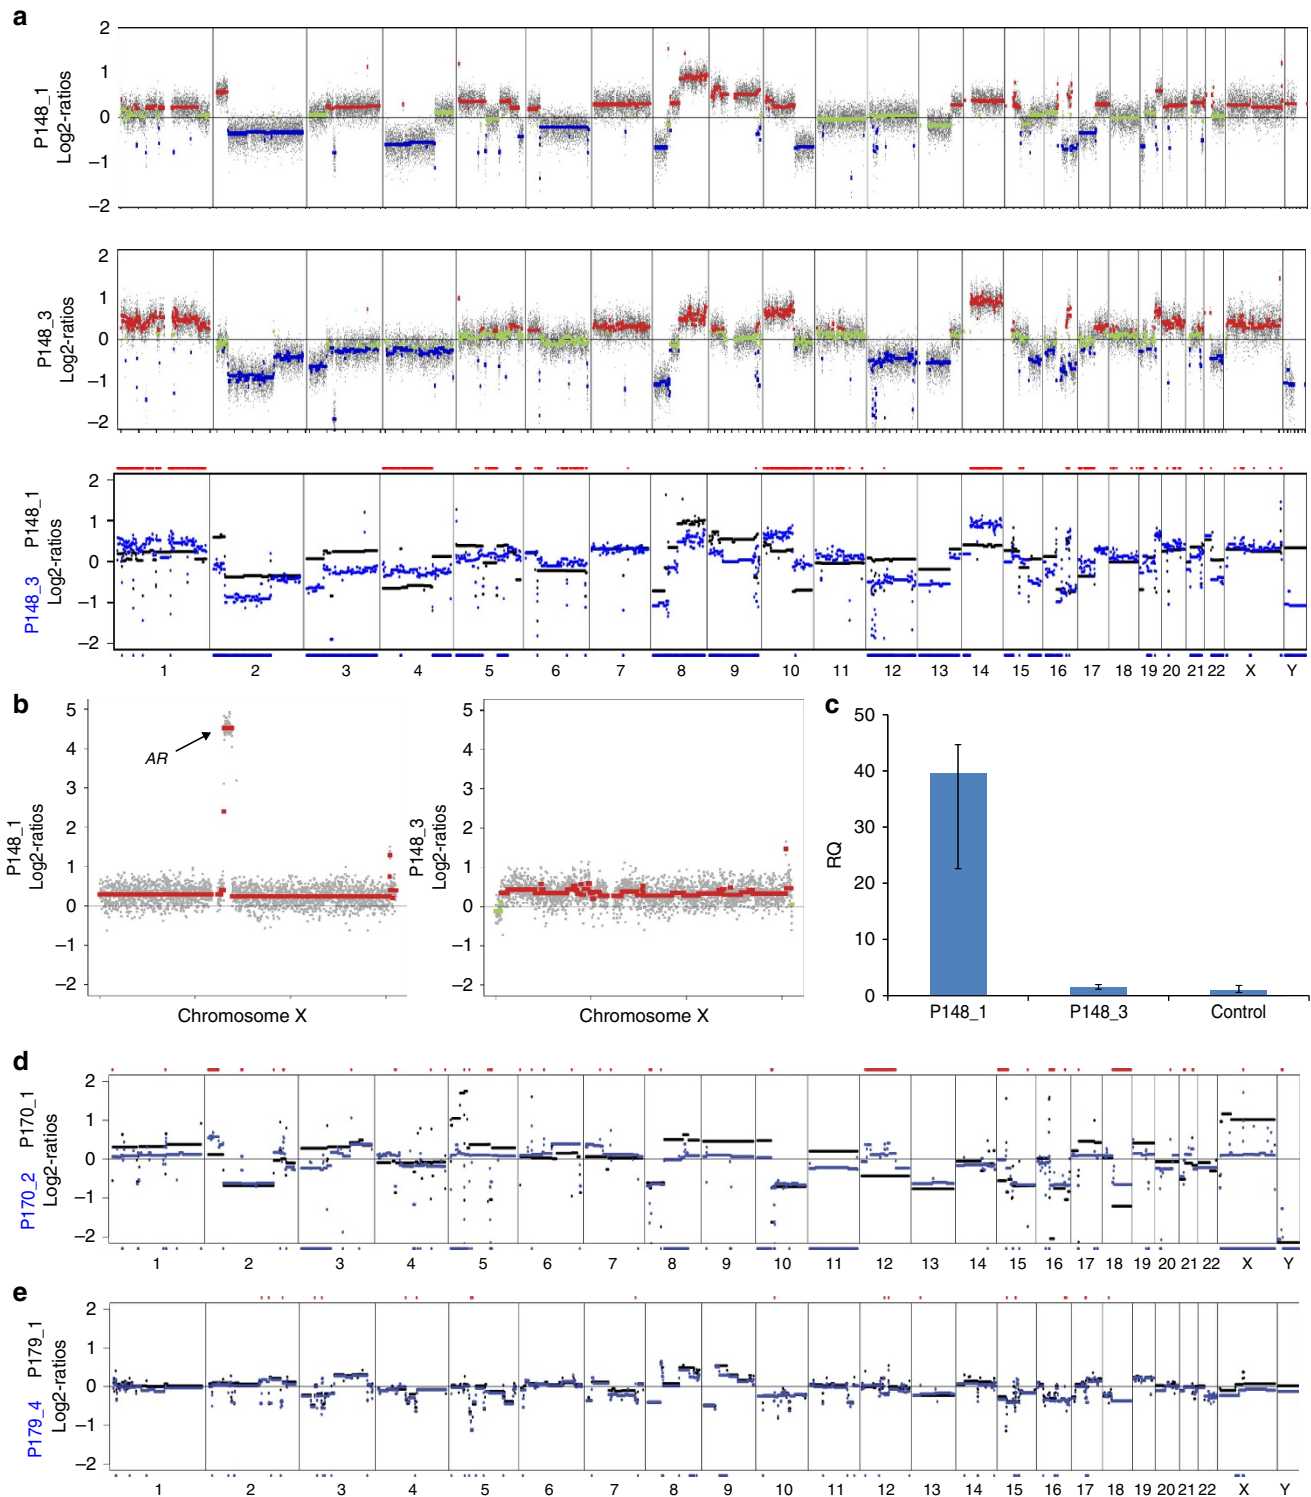 a
2
1
0
−1
−2
P148_1
Log2-ratios
2
1
0
−1
−2
P148_3
Log2-ratios
2
1
0
−1
−2
P148_3 P148_1
Log2-ratios
1 2 3 4 5 6 7 8 9 10 11 12 13 14 15 16 17 18 19 20 21 22 X Y
b
5
4
3
2
1
0
−1
−2
P148_1
Log2-ratios
AR
Chromosome X
5
4
3
2
1
0
−1
−2
P148_3
Log2-ratios
Chromosome X
c
50
40
30
20
10
0
RQ
P148_1 P148_3 Control
d
2
1
0
−1
−2
P170_2 P170_1
Log2-ratios
1 2 3 4 5 6 7 8 9 10 11 12 13 14 15 16 17 18 19 20 21 22 X Y
e
2
1
0
−1
−2
P179_4 P179_1
Log2-ratios
1 2 3 4 5 6 7 8 9 10 11 12 13 14 15 16 17 18 19 20 21 22 X Y